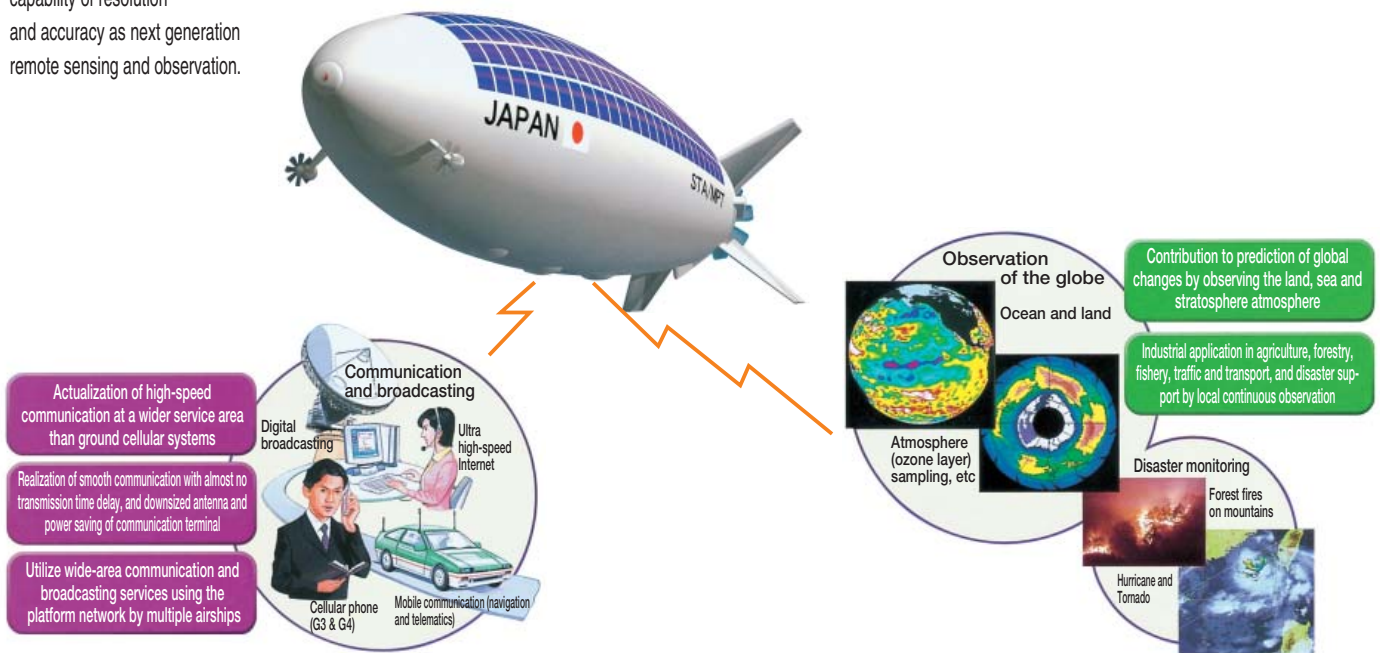 capability of resolution
and accuracy as next generation
remote sensing and observation.
JAPAN
STA/MPT
Observation
of the globe
Ocean and land
Atmosphere
(ozone layer)
sampling, etc
Contribution to prediction of global
changes by observing the land, sea and
stratosphere atmosphere
Industrial application in agriculture, forestry,
fishery, traffic and transport, and disaster sup-
port by local continuous observation
Disaster monitoring
Forest fires
on mountains
Hurricane and
Tornado
Communication
and broadcasting
Digital
broadcasting
Ultra
high-speed
Internet
Cellular phone
(G3 & G4)
Mobile communication (navigation
and telematics)
Actualization of high-speed
communication at a wider service area
than ground cellular systems
Realization of smooth communication with almost no
transmission time delay, and downsized antenna and
power saving of communication terminal
Utilize wide-area communication and
broadcasting services using the
platform network by multiple airships